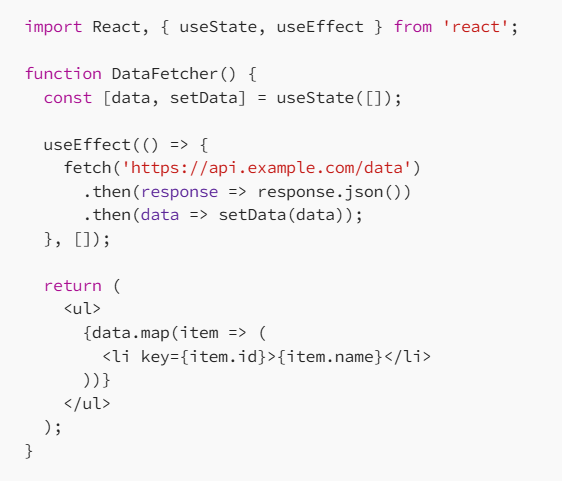 import React, { useState, useEffect } from 'react';

function DataFetcher() {
  const [data, setData] = useState([]);

  useEffect(() => {
    fetch('https://api.example.com/data')
      .then(response => response.json())
      .then(data => setData(data));
  }, []);

  return (
    <ul>
      {data.map(item => (
        <li key={item.id}>{item.name}</li>
      ))}
    </ul>
  );
}